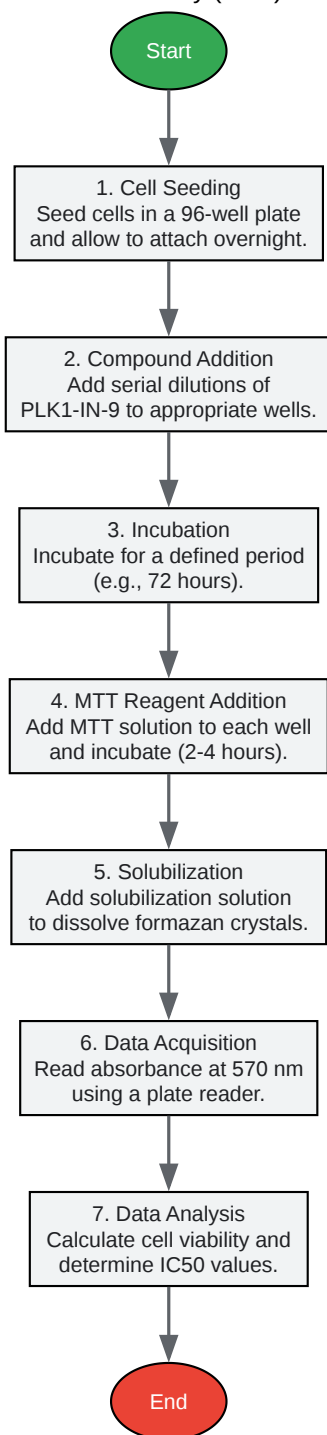 Start
1. Cell Seeding
Seed cells in a 96-well plate
and allow to attach overnight.
2. Compound Addition
Add serial dilutions of
PLK1-IN-9 to appropriate wells.
3. Incubation
Incubate for a defined period
(e.g., 72 hours).
4. MTT Reagent Addition
Add MTT solution to each well
and incubate (2-4 hours).
5. Solubilization
Add solubilization solution
to dissolve formazan crystals.
6. Data Acquisition
Read absorbance at 570 nm
using a plate reader.
7. Data Analysis
Calculate cell viability and
determine IC50 values.
End